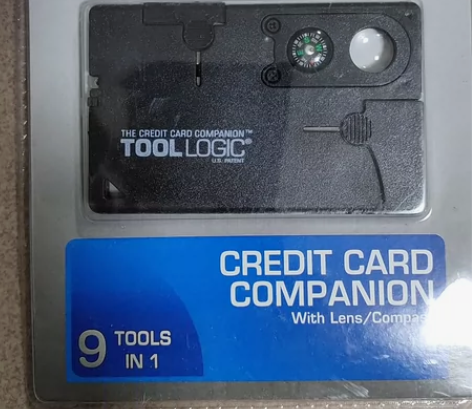 THE CREDIT CARD COMPANION™
TOOL LOGIC®
U.S. PATENT
CREDIT CARD
COMPANION
With Lens/Compass
9 TOOLS
IN 1